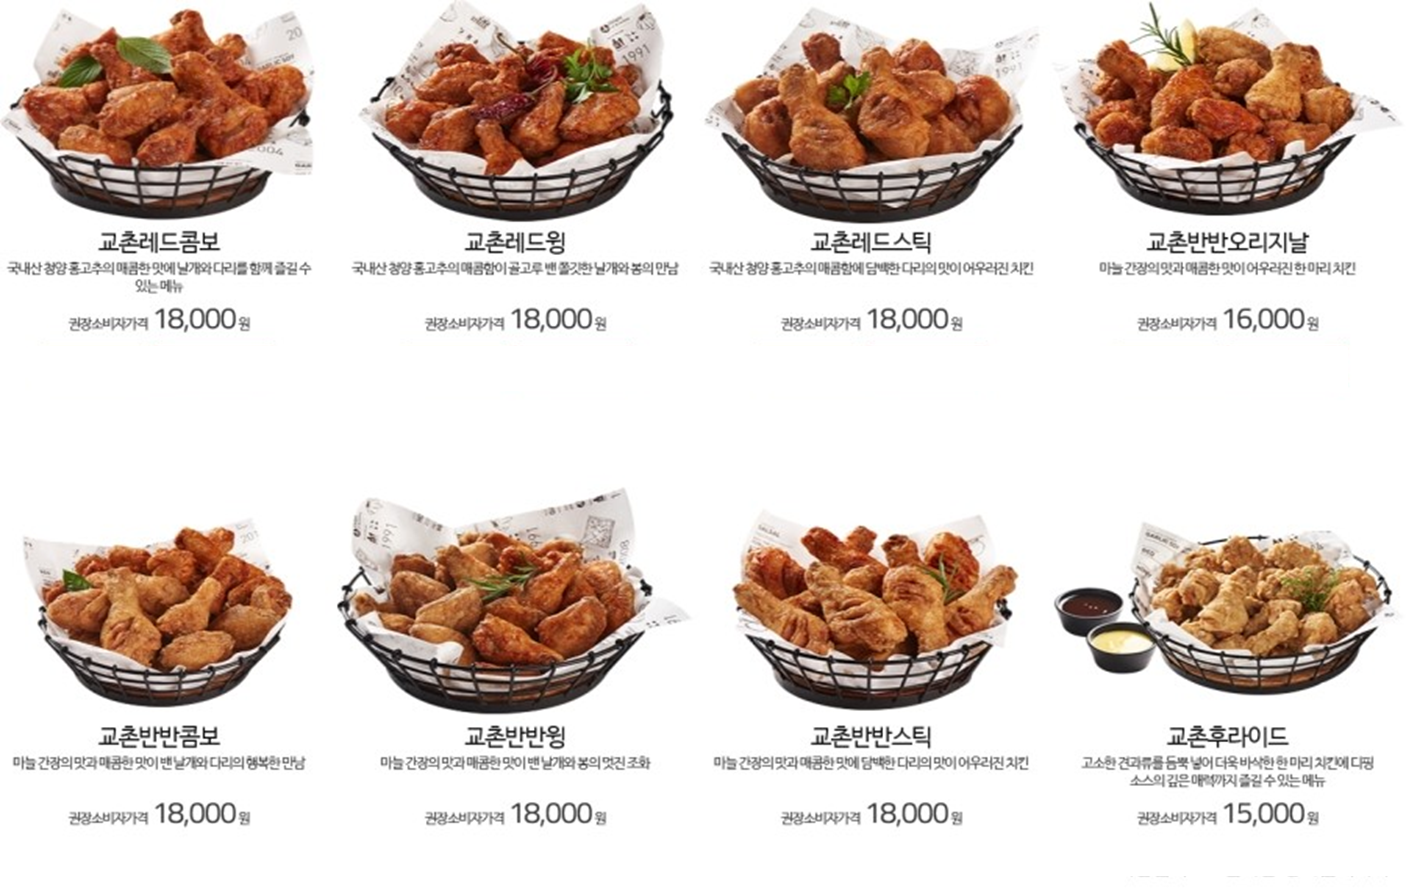 교촌레드콤보
국내산 청양 홍고추의 매콤한 맛에 날개와 다리를 함께 즐길 수
있는 메뉴
권장소비자가격 18,000원
교촌레드윙
국내산 청양 홍고추의 매콤함이 골고루 밴 쫄깃한 날개와 봉의 만남
권장소비자가격 18,000원
교촌레드스틱
국내산 청양 홍고추의 매콤함에 담백한 다리의 맛이 어우러진 치킨
권장소비자가격 18,000원
교촌반반오리지날
마늘 간장의 맛과 매콤한 맛이 어우러진 한 마리 치킨
권장소비자가격 16,000원
교촌반반콤보
마늘 간장의 맛과 매콤한 맛이 밴 날개와 다리의 행복한 만남
권장소비자가격 18,000원
교촌반반윙
마늘 간장의 맛과 매콤한 맛이 밴 날개와 봉의 멋진 조화
권장소비자가격 18,000원
교촌반반스틱
마늘 간장의 맛과 매콤한 맛에 담백한 다리의 맛이 어우러진 치킨
권장소비자가격 18,000원
교촌후라이드
고소한 견과류를 듬뿍 넣어 더욱 바삭한 한 마리 치킨에 디핑
소스의 깊은 매력까지 즐길 수 있는 메뉴
권장소비자가격 15,000원